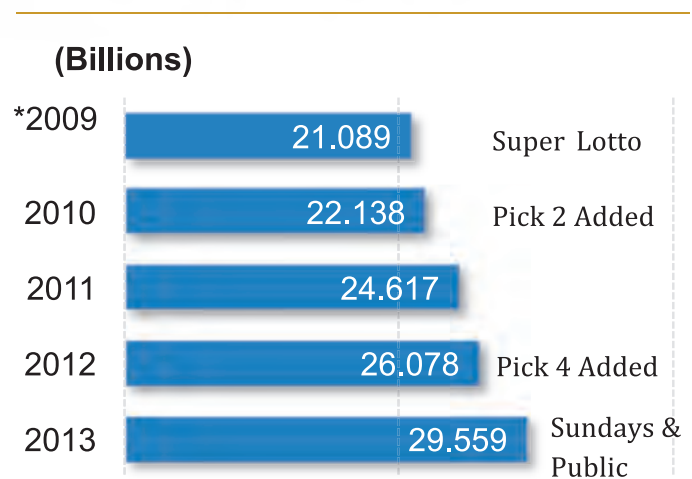 (Billions)
*2009 21.089 Super Lotto
2010 22.138 Pick 2 Added
2011 24.617
2012 26.078 Pick 4 Added
2013 29.559 Sundays &
Public